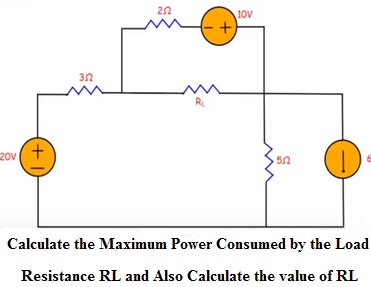 2Ω
10V
- +
3Ω
RL
20V
+
5Ω
6
Calculate the Maximum Power Consumed by the Load
Resistance RL and Also Calculate the value of RL